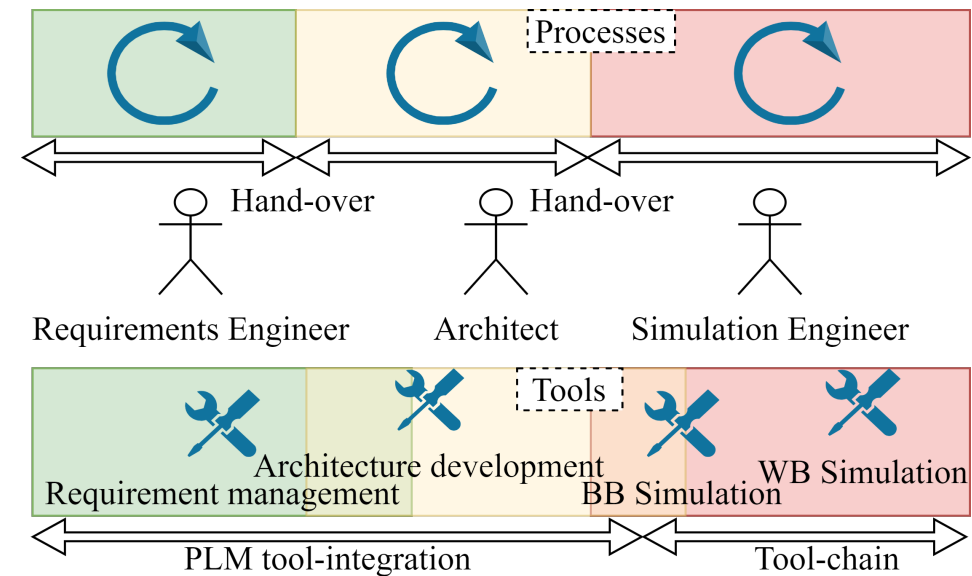 Processes
Hand-over
Hand-over
Requirements Engineer
Architect
Simulation Engineer
Tools
Architecture development
WB Simulation
Requirement management
BB Simulation
PLM tool-integration
Tool-chain